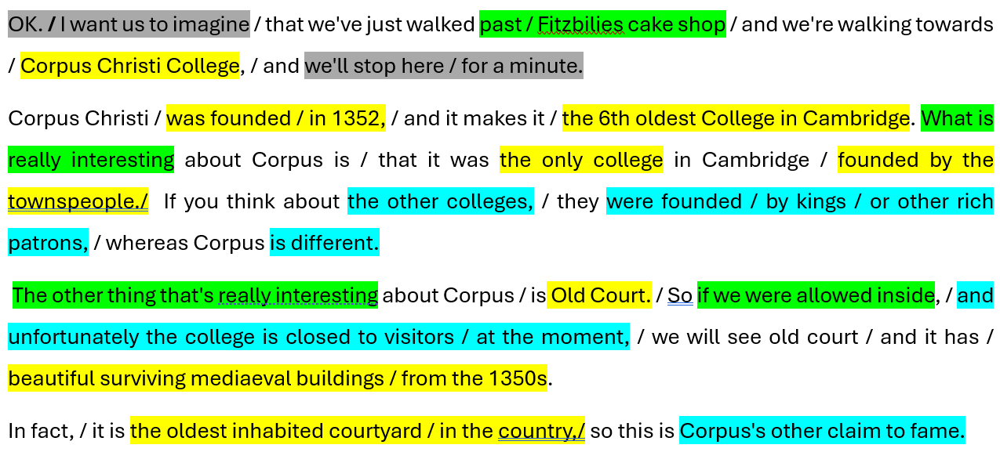 OK. / I want us to imagine / that we've just walked past / Fitzbilies cake shop / and we're walking towards
/ Corpus Christi College, / and we'll stop here / for a minute.
Corpus Christi / was founded / in 1352, / and it makes it / the 6th oldest College in Cambridge. What is
really interesting about Corpus is / that it was the only college in Cambridge / founded by the
townspeople./ If you think about the other colleges, / they were founded / by kings / or other rich
patrons, / whereas Corpus is different.
The other thing that's really interesting about Corpus / is Old Court. / So if we were allowed inside, / and
unfortunately the college is closed to visitors / at the moment, / we will see old court / and it has /
beautiful surviving mediaeval buildings / from the 1350s.
In fact, / it is the oldest inhabited courtyard / in the country,/ so this is Corpus's other claim to fame.